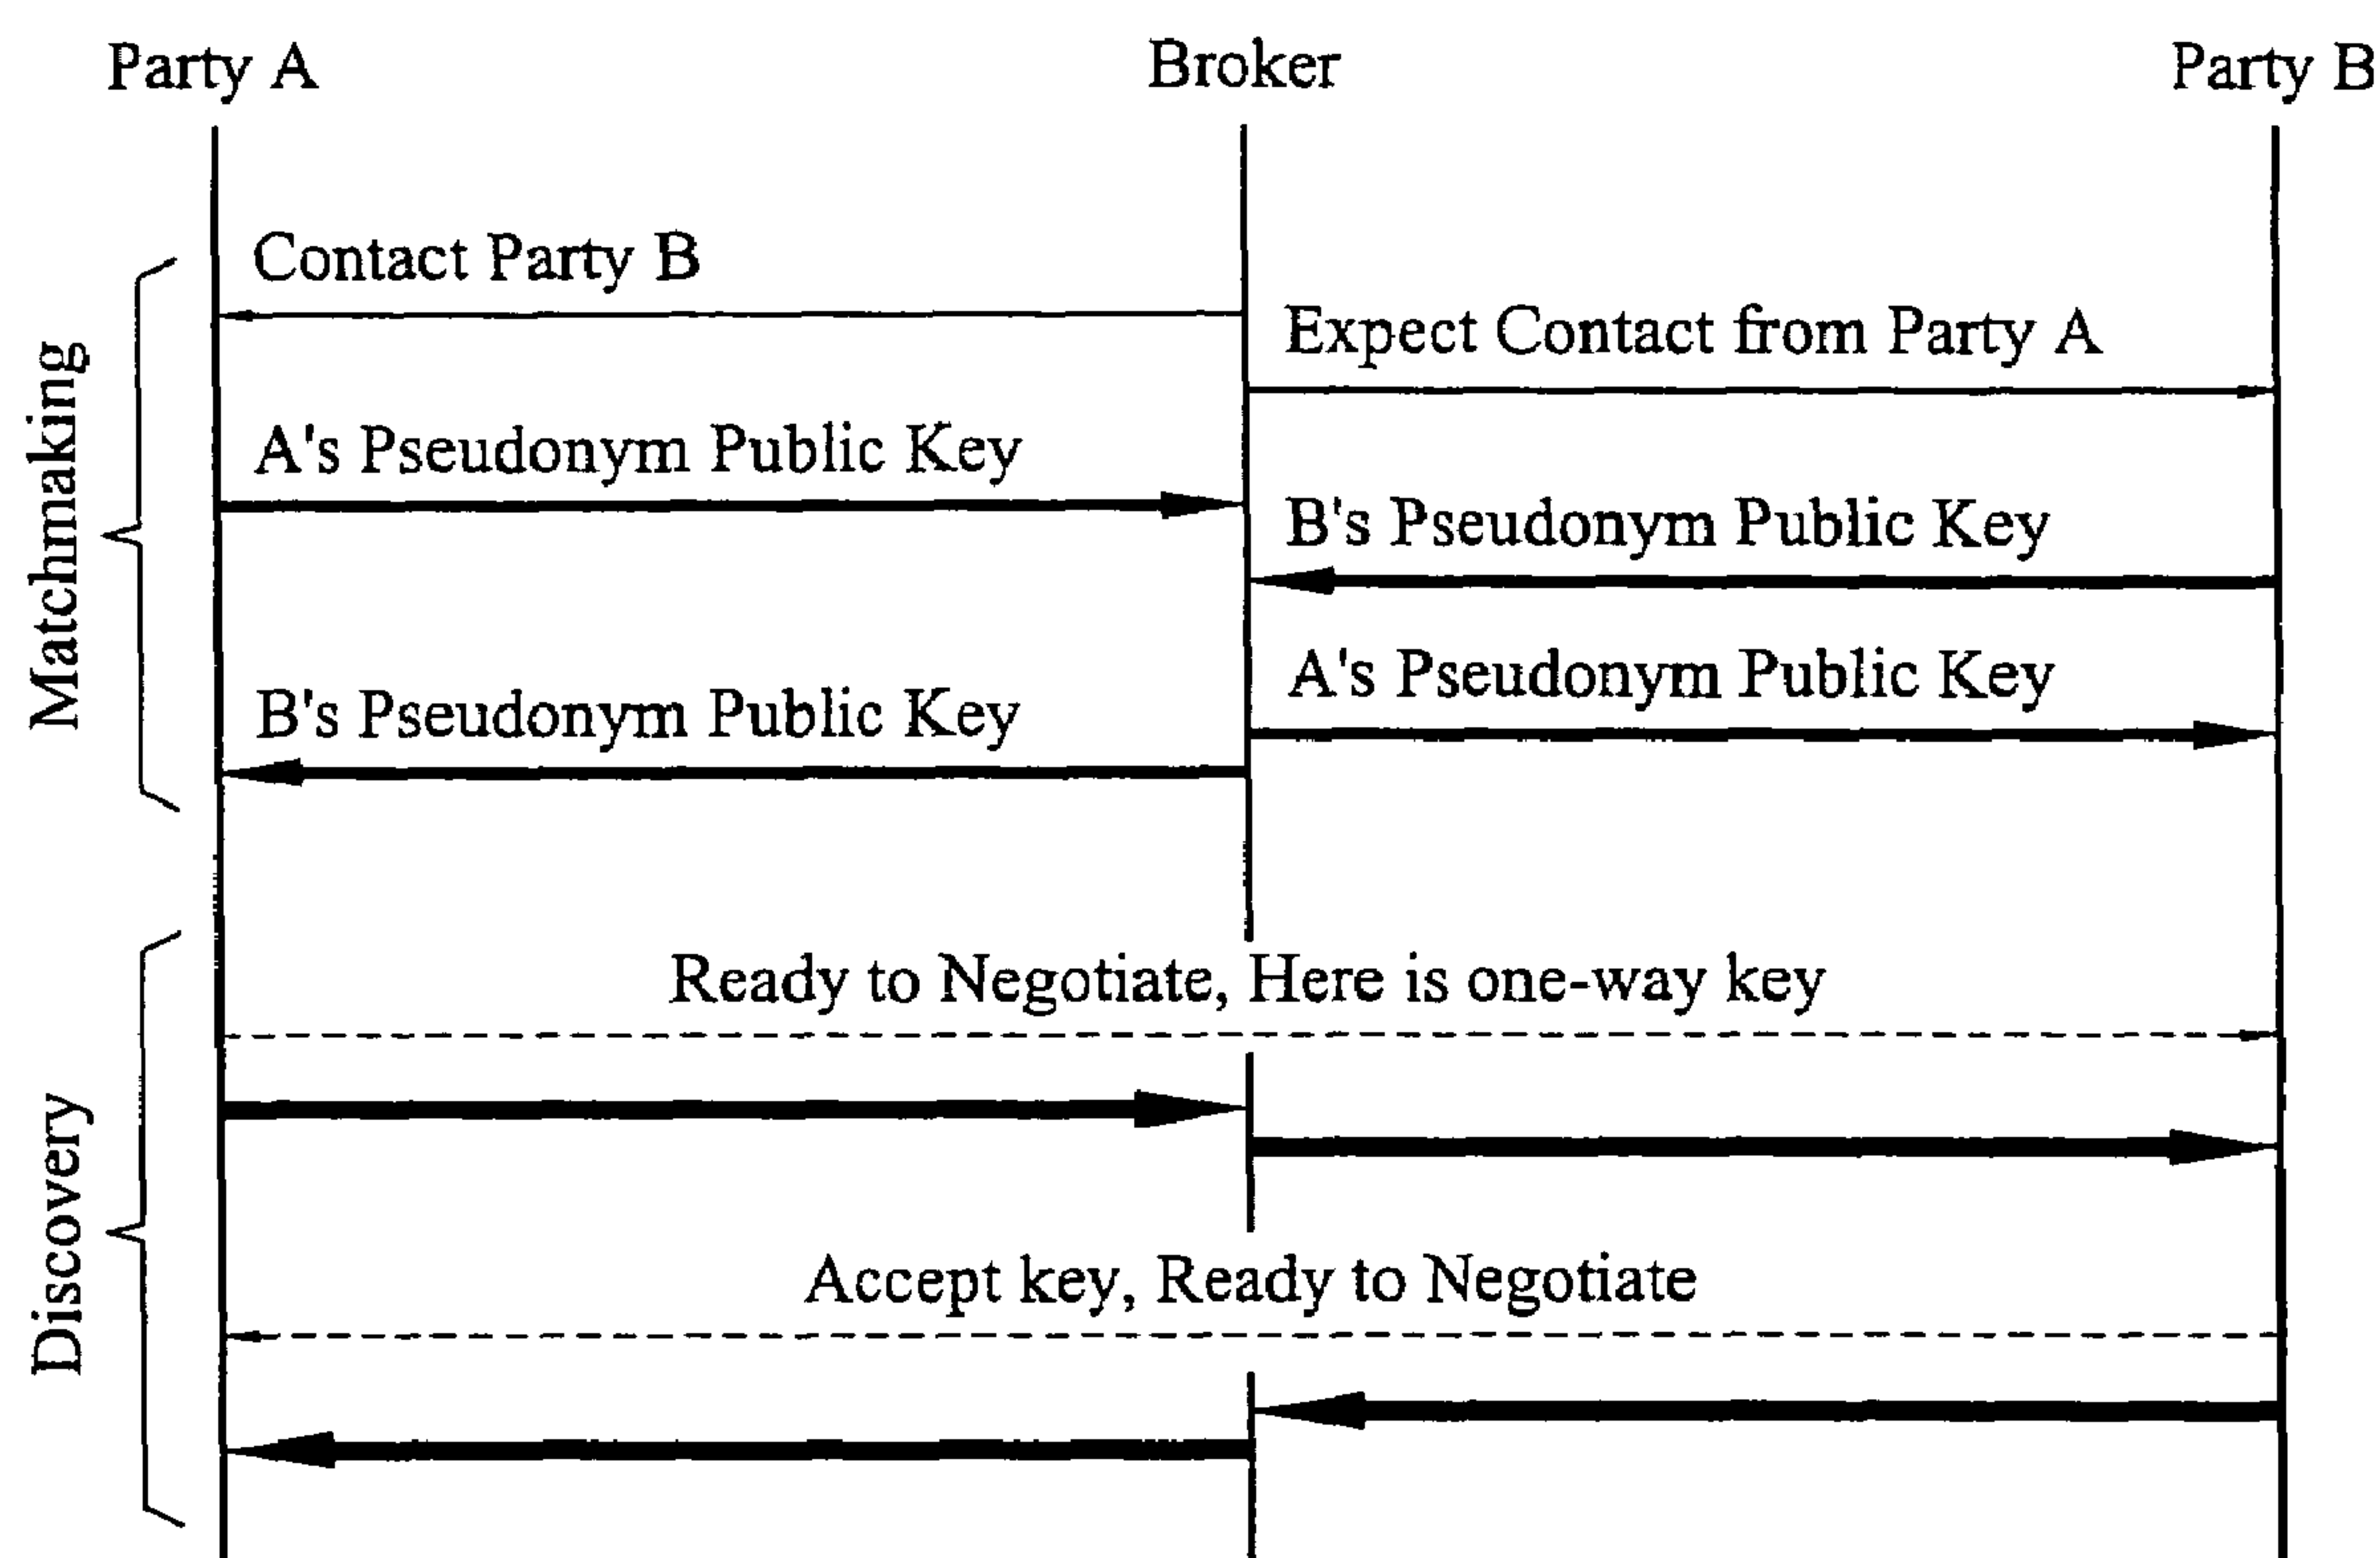 Party A
Broker
Party B
Contact Party B
Expect Contact from Party A
A's Pseudonym Public Key
B's Pseudonym Public Key
A's Pseudonym Public Key
B's Pseudonym Public Key
Matchmaking
Ready to Negotiate, Here is one-way key
Accept key, Ready to Negotiate
Discovery